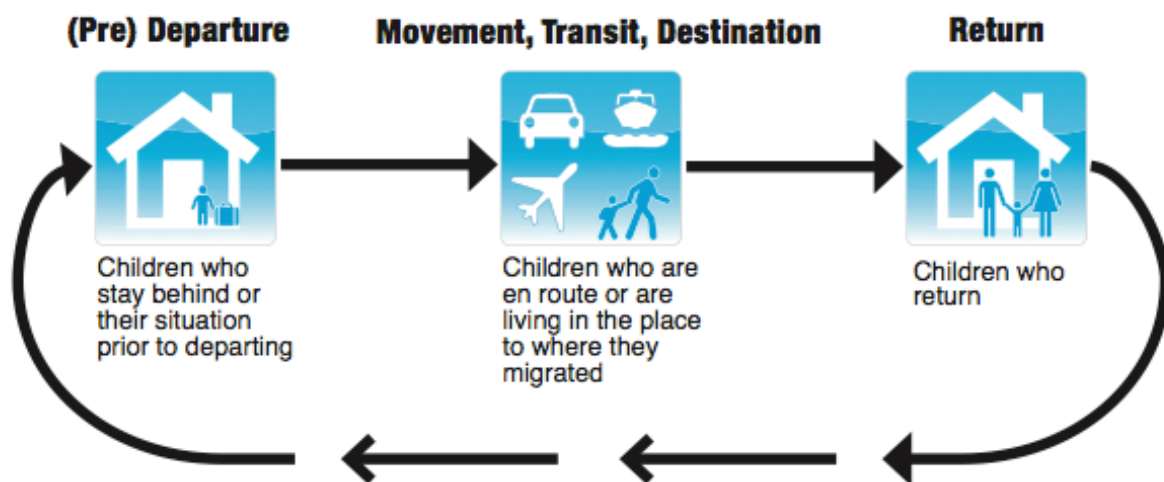 (Pre) Departure
Movement, Transit, Destination
Return
Children who
stay behind or
their situation
prior to departing
Children who are
en route or are
living in the place
to where they
migrated
Children who
return